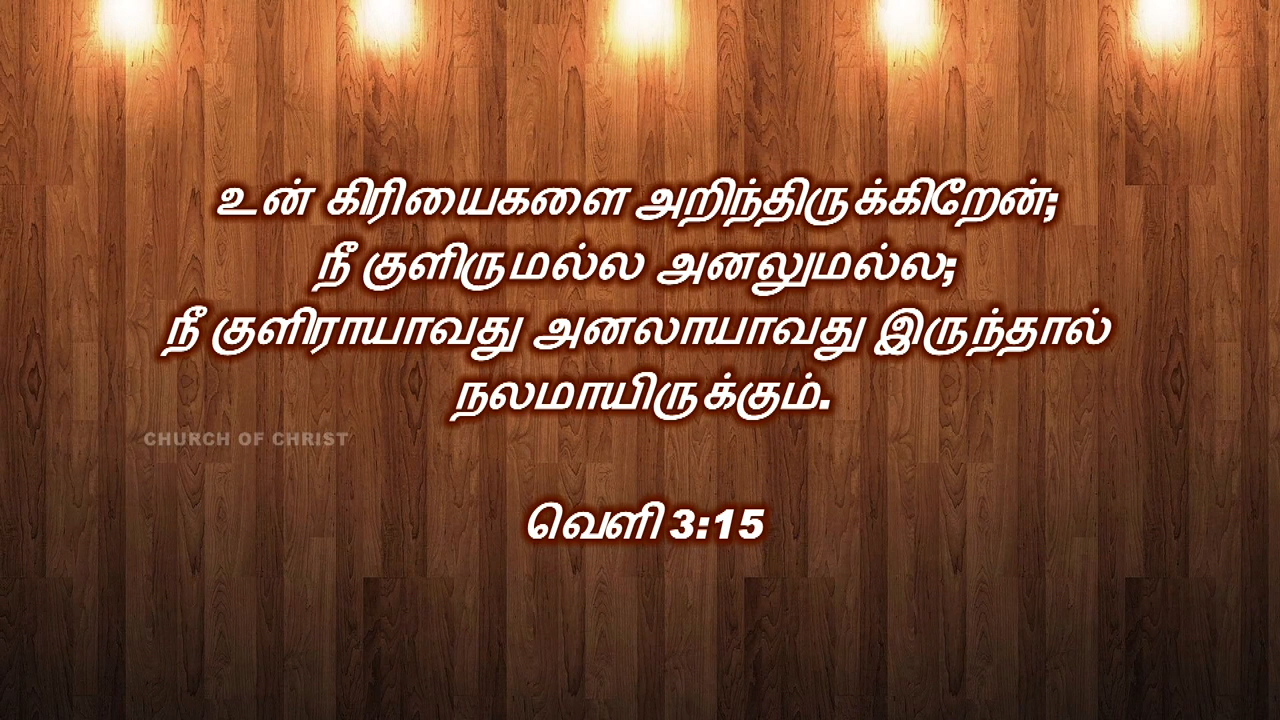 உன் கிரியைகளை அறிந்திருக்கிறேன்;
நீ குளிருமல்ல அனலுமல்ல;
நீ குளிராயாவது அனலாயாவது இருந்தால்
நலமாயிருக்கும்.
CHURCH OF CHRIST
வெளி 3:15